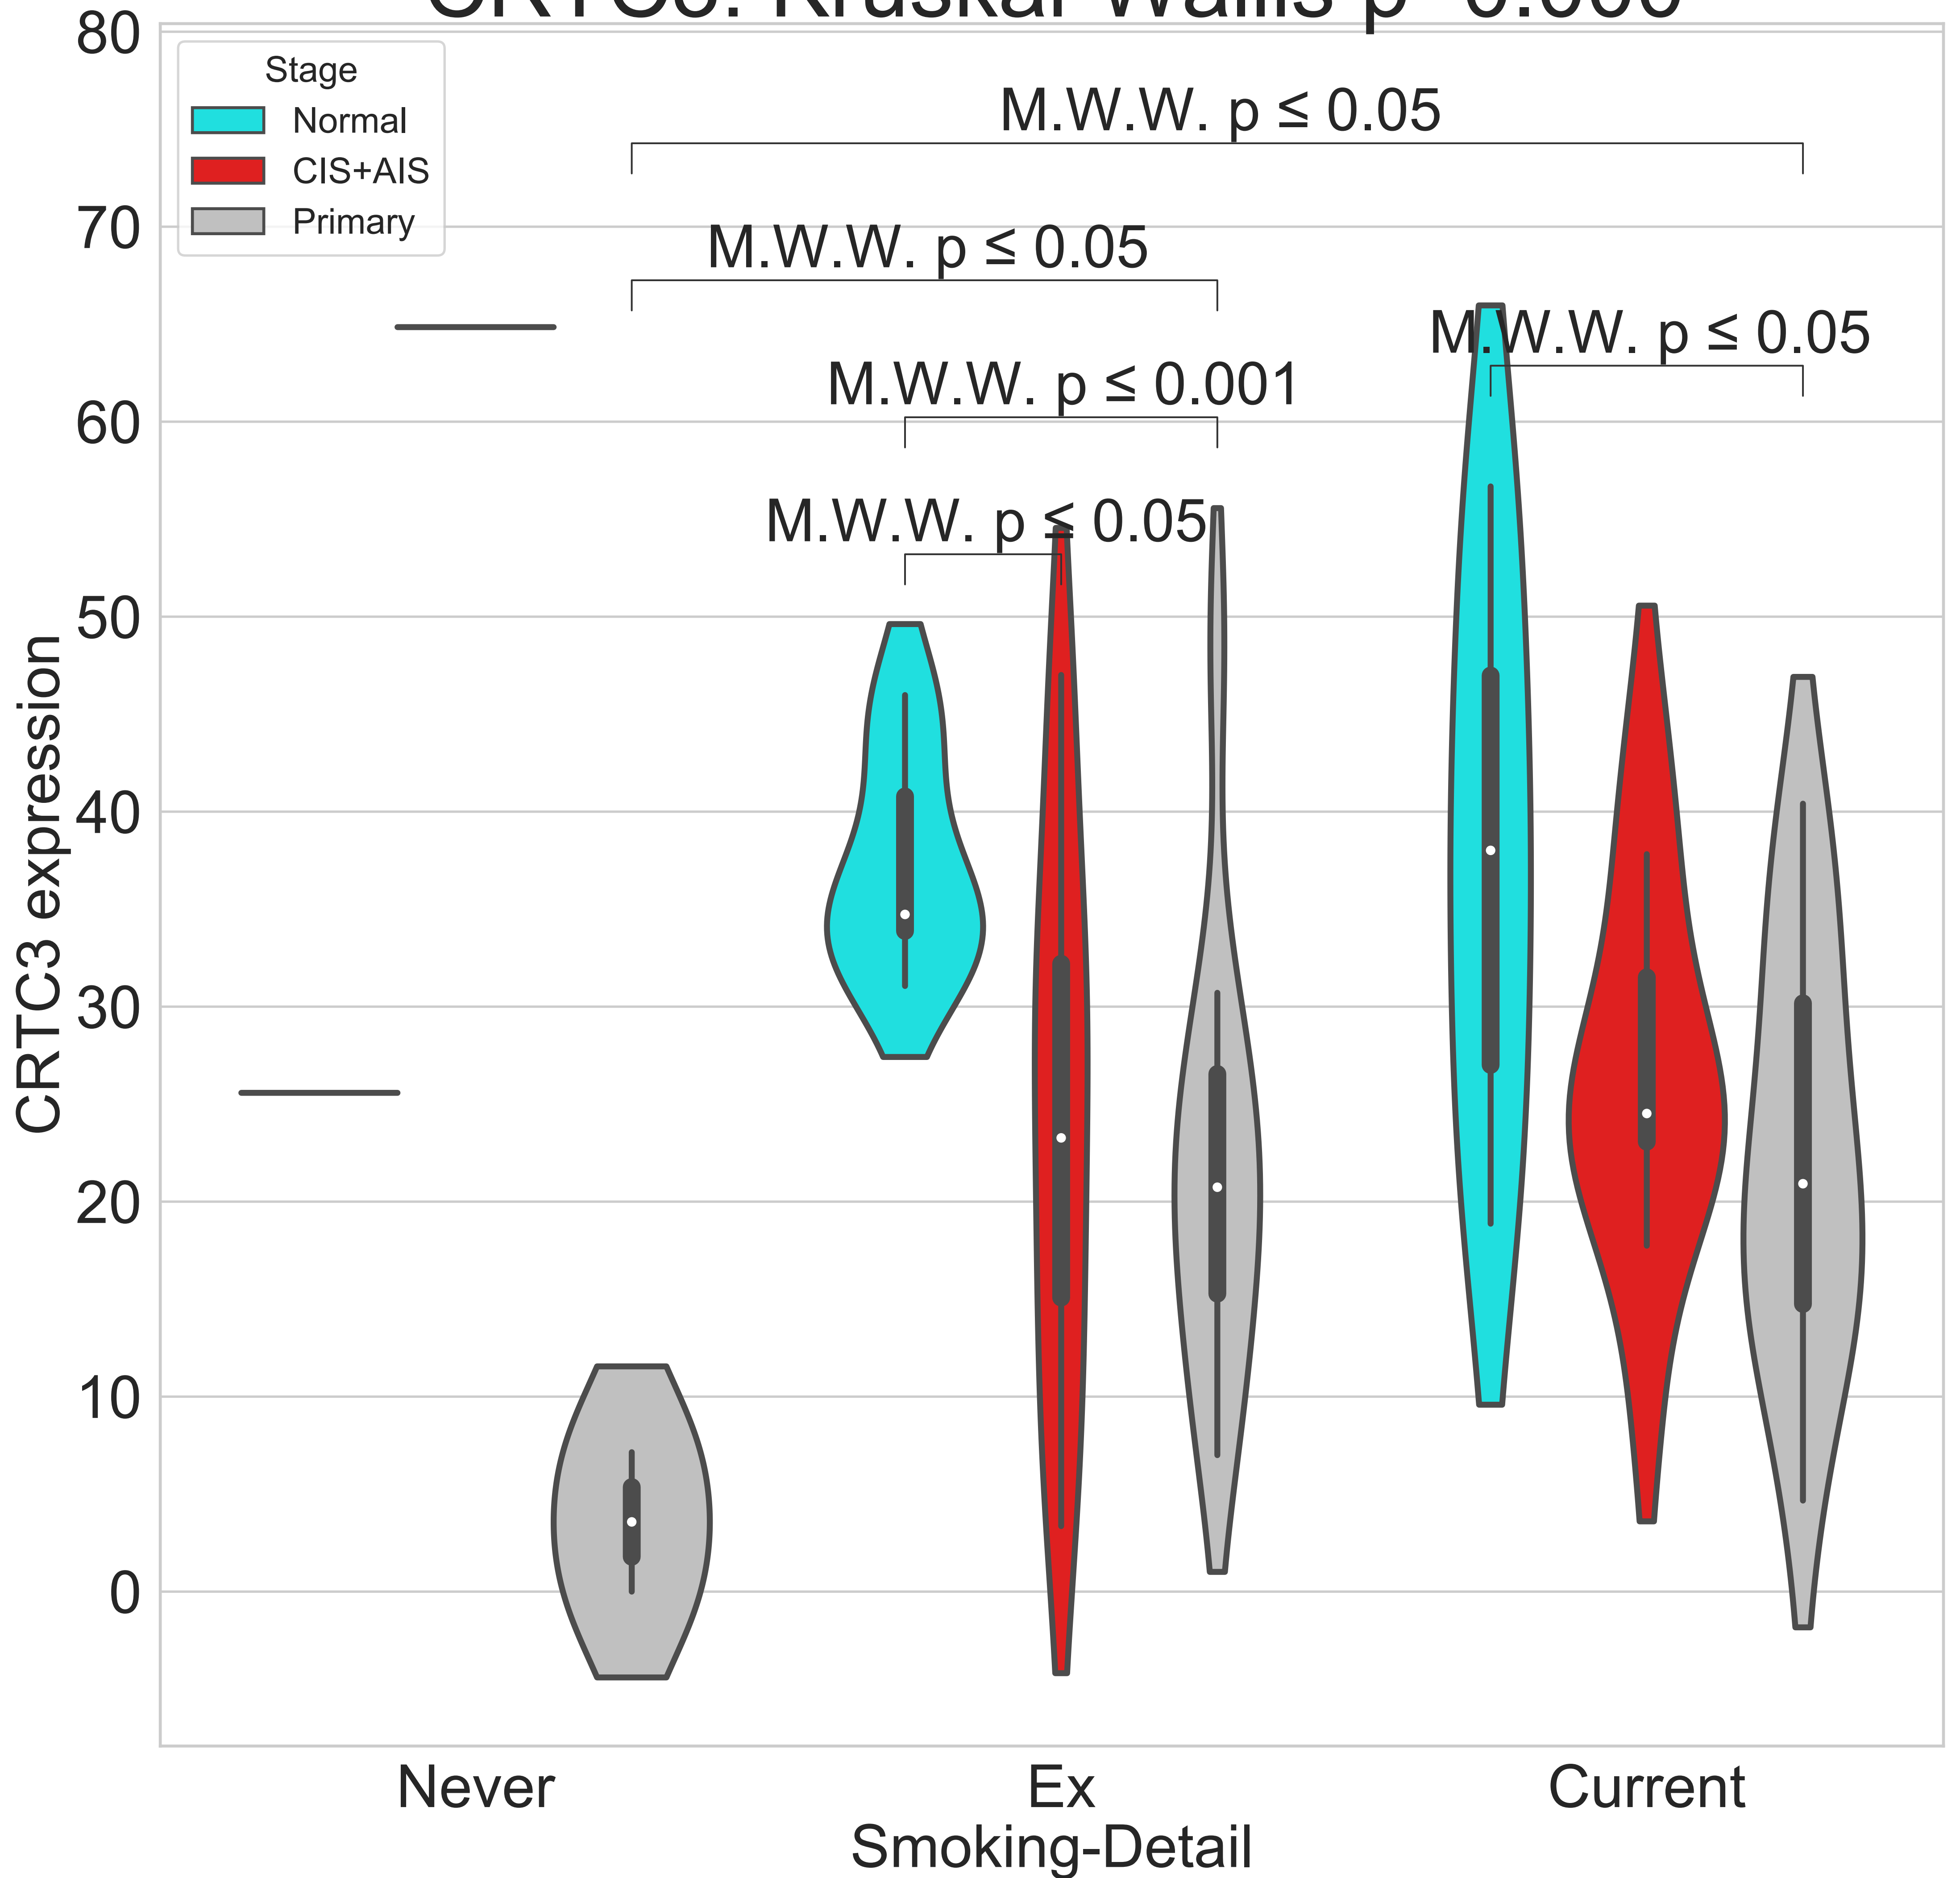 80
70
60
50
40
30
20
10
0
CRTC3 expression
Stage
Normal
CIS+AIS
Primary
M.W.W. p ≤ 0.05
M.W.W. p ≤ 0.05
M.W.W. p ≤ 0.05
M.W.W. p ≤ 0.001
M.W.W. p ≤ 0.05
Never
Ex
Current
Smoking-Detail